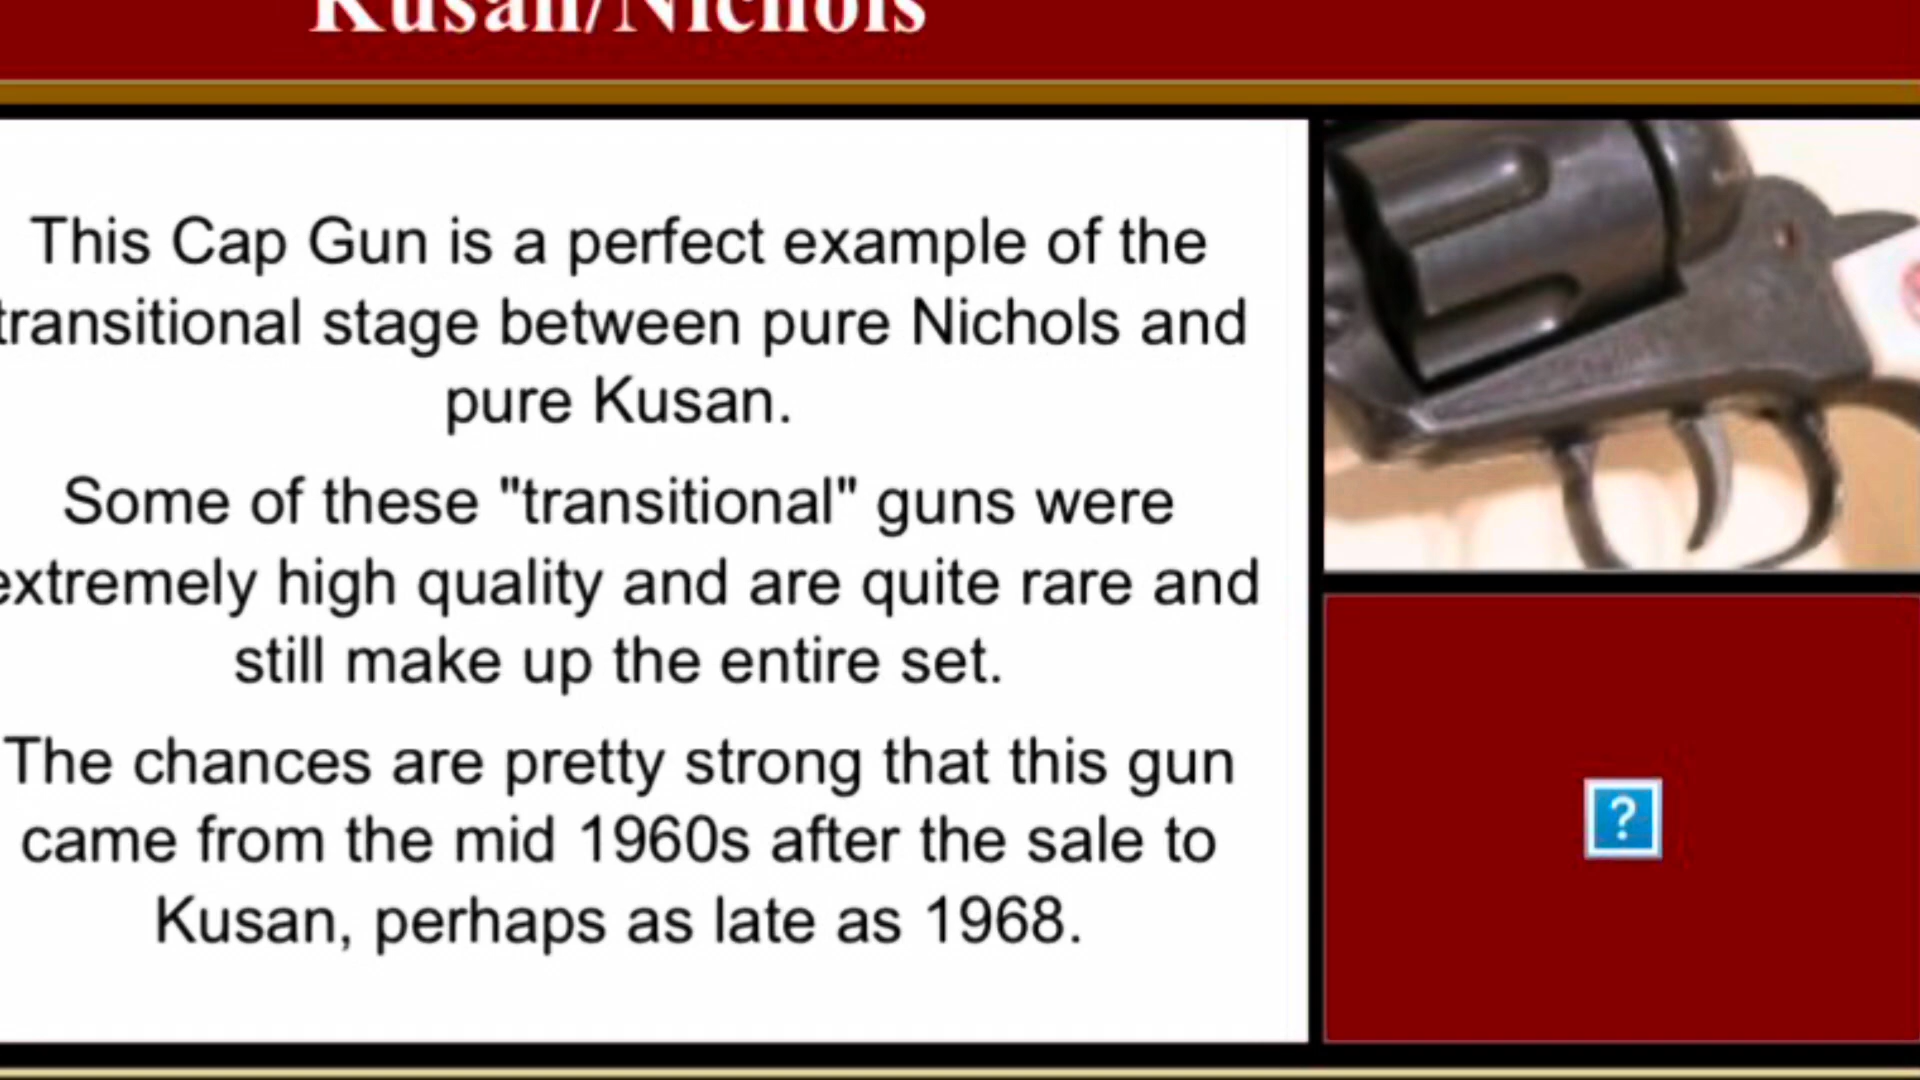 Kusan/Nichols
This Cap Gun is a perfect example of the
transitional stage between pure Nichols and
pure Kusan.
Some of these "transitional" guns were
extremely high quality and are quite rare and
still make up the entire set.
The chances are pretty strong that this gun
came from the mid 1960s after the sale to
Kusan, perhaps as late as 1968.
?